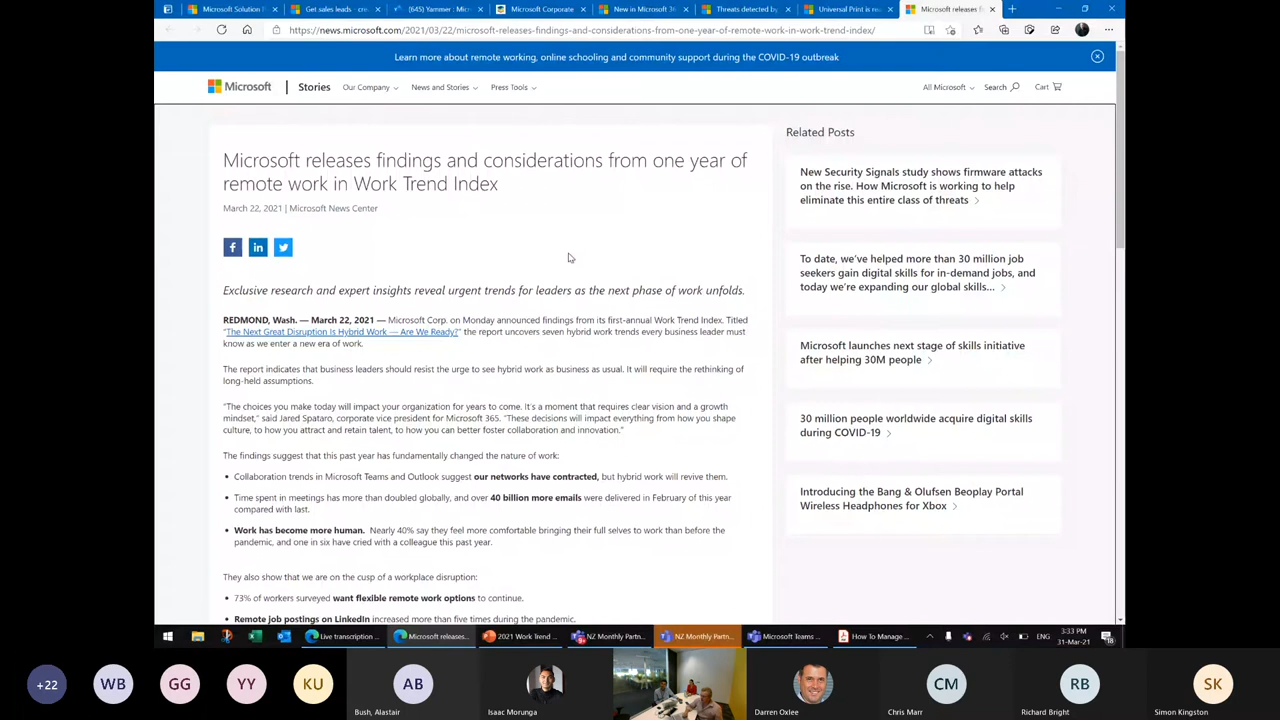 Microsoft Solution P
Get sales leads - cre
(645) Yammer : Micr
Microsoft Corporate
New in Microsoft 36
Threats detected by
Universal Print is rea
Microsoft releases fi
https://news.microsoft.com/2021/03/22/microsoft-releases-findings-and-considerations-from-one-year-of-remote-work-in-work-trend-index/
Learn more about remote working, online schooling and community support during the COVID-19 outbreak
Microsoft
Stories
Our Company
News and Stories
Press Tools
All Microsoft
Search
Cart
Microsoft releases findings and considerations from one year of
remote work in Work Trend Index
March 22, 2021 | Microsoft News Center
Exclusive research and expert insights reveal urgent trends for leaders as the next phase of work unfolds.
REDMOND, Wash. — March 22, 2021 — Microsoft Corp. on Monday announced findings from its first-annual Work Trend Index. Titled
"The Next Great Disruption Is Hybrid Work — Are We Ready?" the report uncovers seven hybrid work trends every business leader must
know as we enter a new era of work.
The report indicates that business leaders should resist the urge to see hybrid work as business as usual. It will require the rethinking of
long-held assumptions.
"The choices you make today will impact your organization for years to come. It's a moment that requires clear vision and a growth
mindset," said Jared Spataro, corporate vice president for Microsoft 365. "These decisions will impact everything from how you shape
culture, to how you attract and retain talent, to how you can better foster collaboration and innovation."
The findings suggest that this past year has fundamentally changed the nature of work:
• Collaboration trends in Microsoft Teams and Outlook suggest our networks have contracted, but hybrid work will revive them.
• Time spent in meetings has more than doubled globally, and over 40 billion more emails were delivered in February of this year
compared with last.
• Work has become more human. Nearly 40% say they feel more comfortable bringing their full selves to work than before the
pandemic, and one in six have cried with a colleague this past year.
They also show that we are on the cusp of a workplace disruption:
• 73% of workers surveyed want flexible remote work options to continue.
• Remote job postings on LinkedIn increased more than five times during the pandemic.
Related Posts
New Security Signals study shows firmware attacks
on the rise. How Microsoft is working to help
eliminate this entire class of threats
To date, we've helped more than 30 million job
seekers gain digital skills for in-demand jobs, and
today we're expanding our global skills...
Microsoft launches next stage of skills initiative
after helping 30M people
30 million people worldwide acquire digital skills
during COVID-19
Introducing the Bang & Olufsen Beoplay Portal
Wireless Headphones for Xbox
Live transcription ...
Microsoft releases...
2021 Work Trend ...
NZ Monthly Partn...
NZ Monthly Partn...
Microsoft Teams ...
How To Manage ...
ENG
3:33 PM
31-Mar-21
+22
WB
GG
YY
KU
AB
CM
RB
SK
Bush, Alastair
Isaac Morunga
Darren Oxlee
Chris Marr
Richard Bright
Simon Kingston